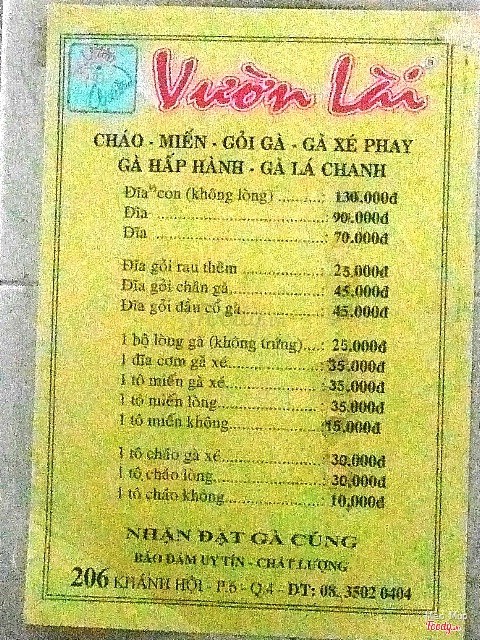 Vườn Lài ®
CHÁO - MIẾN - GỎI GÀ - GÀ XÉ PHAY
GÀ HẤP HÀNH - GÀ LÁ CHANH
Đĩa ½ con (không lòng) ..........: 130.000đ
Đĩa ..............................: 90.000đ
Đĩa ..............................: 70.000đ
Đĩa gỏi rau thêm ...............: 25.000đ
Đĩa gỏi chân gà.................: 45.000đ
Đĩa gỏi đầu cổ gà...............: 45.000đ
1 bộ lòng gà (không trứng)....: 25.000đ
1 đĩa cơm gà xé.................: 35.000đ
1 tô miến gà xé.................: 35.000đ
1 tô miến lòng..................: 35.000đ
1 tô miến không.................: 15.000đ
1 tô cháo gà xé.................: 30.000đ
1 tô cháo lòng..................: 30,000đ
1 tô cháo không.................: 10,000đ
NHẬN ĐẶT GÀ CÚNG
BẢO ĐẢM UY TÍN - CHẤT LƯỢNG
206 KHÁNH HỘI - P.6 - Q.4 - ĐT: 08. 3502 0404
Foody.vn